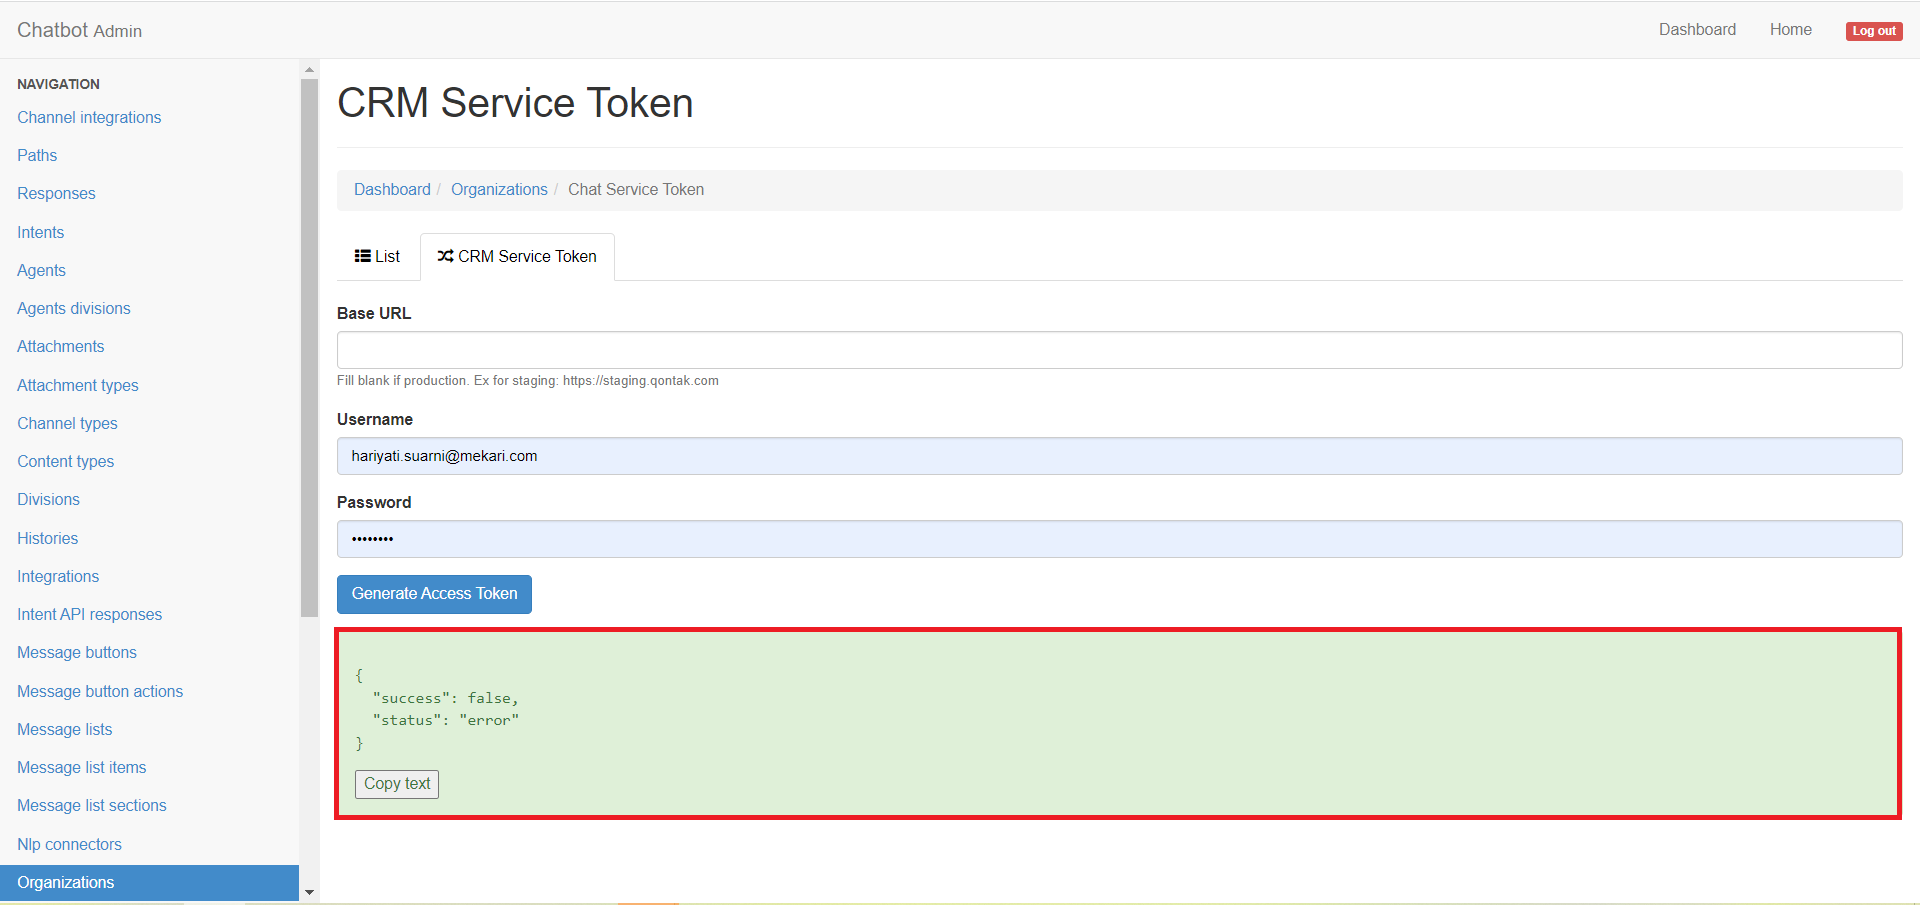 Chatbot Admin
Dashboard
Home
Log out
NAVIGATION
Channel integrations
Paths
Responses
Intents
Agents
Agents divisions
Attachments
Attachment types
Channel types
Content types
Divisions
Histories
Integrations
Intent API responses
Message buttons
Message button actions
Message lists
Message list items
Message list sections
Nlp connectors
Organizations
CRM Service Token
Dashboard / Organizations / Chat Service Token
List
CRM Service Token
Base URL
Fill blank if production. Ex for staging: https://staging.qontak.com
Username
hariyati.suarni@mekari.com
Password
••••••••
Generate Access Token
{
"success": false,
"status": "error"
}
Copy text